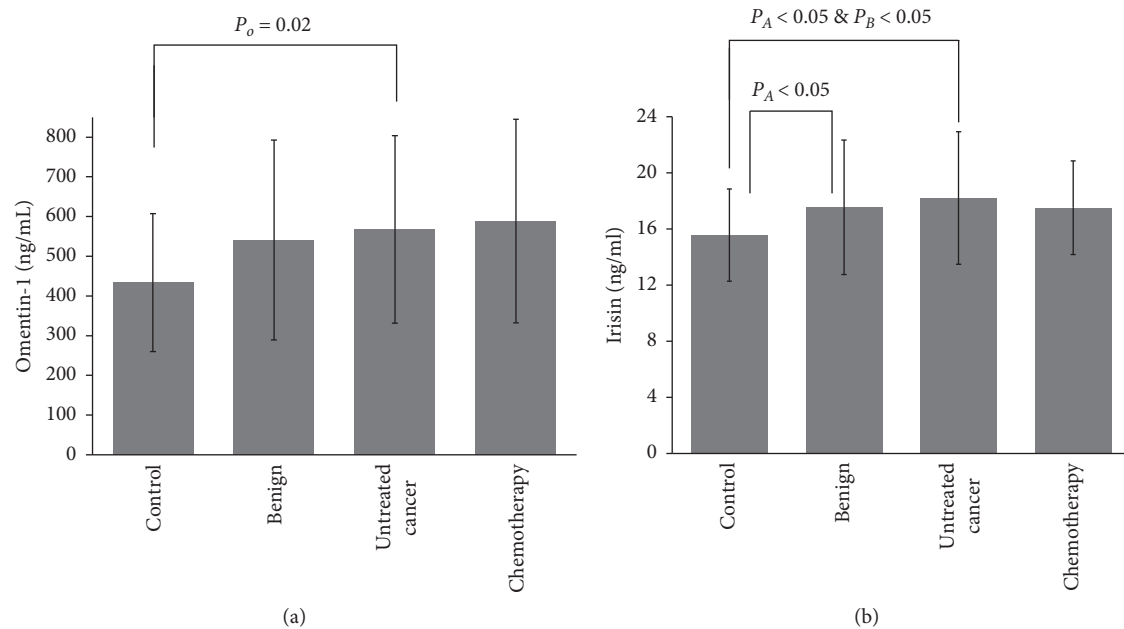 Pₒ = 0.02
800
700
600
500
400
300
200
100
0
Omentin-1 (ng/mL)
Control
Benign
Untreated
cancer
Chemotherapy
(a)
P_A < 0.05 & P_B < 0.05
P_A < 0.05
24
20
16
12
8
4
0
Irisin (ng/ml)
Control
Benign
Untreated
cancer
Chemotherapy
(b)